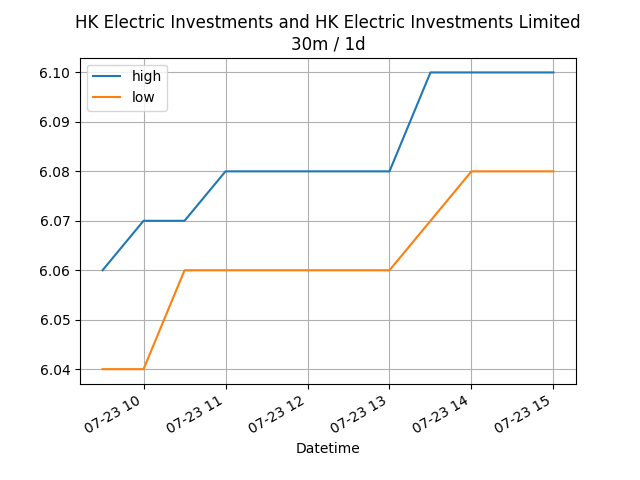 HK Electric Investments and HK Electric Investments Limited
30m / 1d
high
low
6.10
6.09
6.08
6.07
6.06
6.05
6.04
07-23 10
07-23 11
07-23 12
07-23 13
07-23 14
07-23 15
Datetime